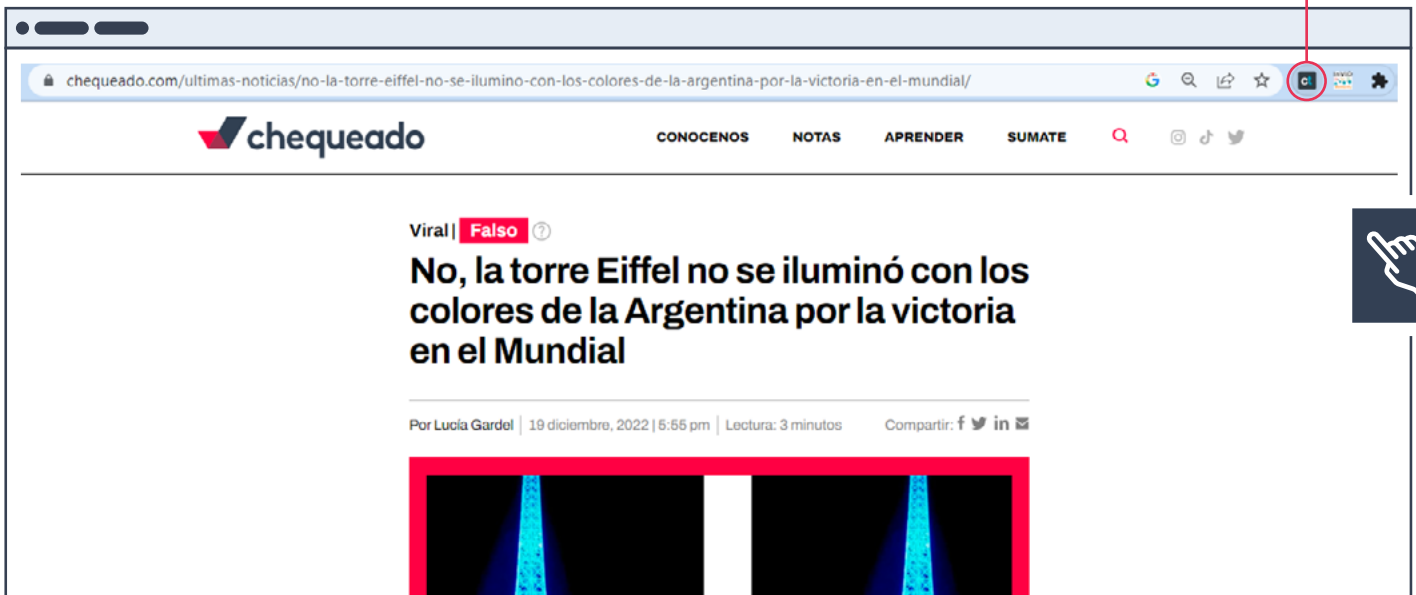 chequeado.com/ultimas-noticias/no-la-torre-eiffel-no-se-ilumino-con-los-colores-de-la-argentina-por-la-victoria-en-el-mundial/
G
ct
chequeado
CONOCENOS NOTAS APRENDER SUMATE
Viral| Falso ?
No, la torre Eiffel no se iluminó con los
colores de la Argentina por la victoria
en el Mundial
Por Lucía Gardel | 19 diciembre, 2022 | 5:55 pm | Lectura: 3 minutos Compartir: f in